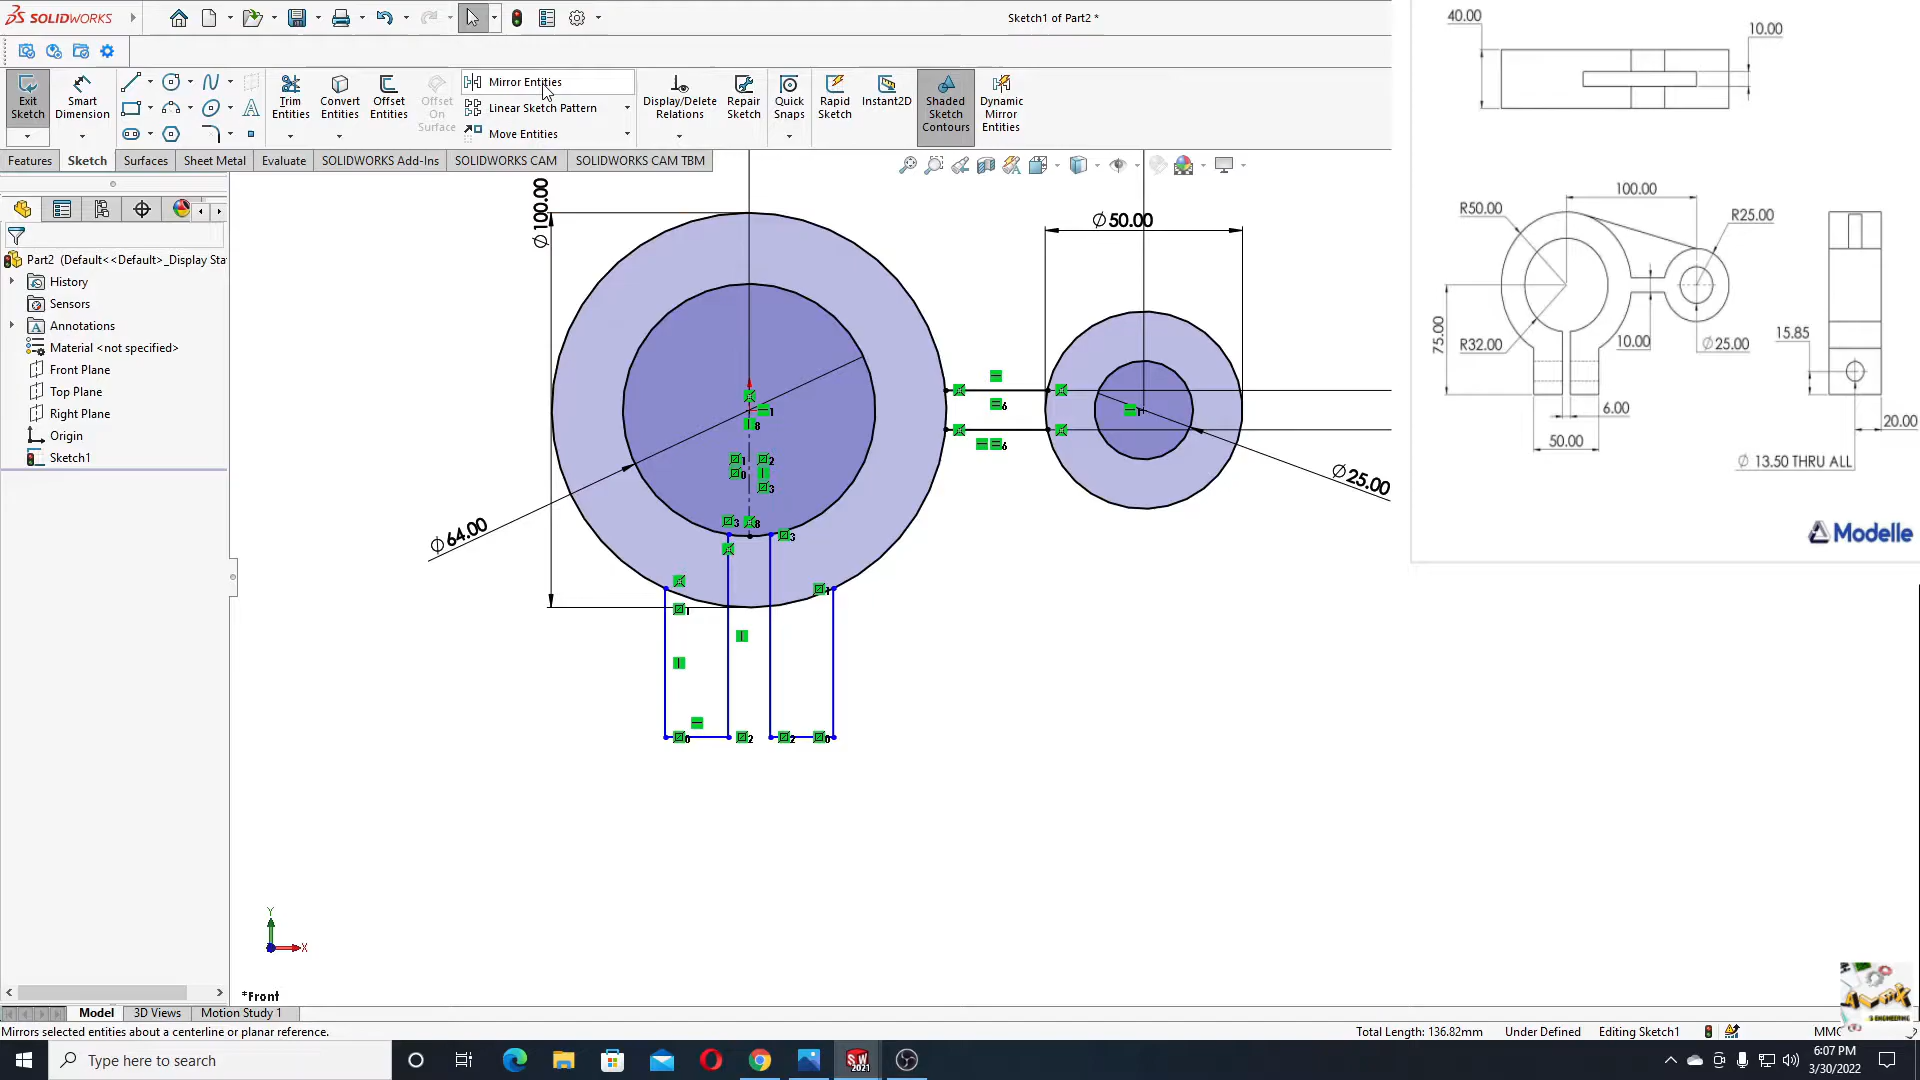 SOLIDWORKS
Sketch1 of Part2 *
Exit Sketch
Smart Dimension
Trim Entities
Convert Entities
Offset Entities
Offset On Surface
Mirror Entities
Linear Sketch Pattern
Move Entities
Display/Delete Relations
Repair Sketch
Quick Snaps
Rapid Sketch
Instant2D
Shaded Sketch Contours
Dynamic Mirror Entities
Features
Sketch
Surfaces
Sheet Metal
Evaluate
SOLIDWORKS Add-Ins
SOLIDWORKS CAM
SOLIDWORKS CAM TBM
Part2 (Default<<Default>_Display Sta
History
Sensors
Annotations
Material <not specified>
Front Plane
Top Plane
Right Plane
Origin
Sketch1
Ø100.00
Ø50.00
Ø64.00
Ø25.00
40.00
10.00
100.00
R50.00
R25.00
75.00
R32.00
10.00
Ø25.00
15.85
6.00
50.00
20.00
Ø 13.50 THRU ALL
Modelle
Y
X
*Front
Model
3D Views
Motion Study 1
Mirrors selected entities about a centerline or planar reference.
Total Length: 136.82mm
Under Defined
Editing Sketch1
Type here to search
6:07 PM
3/30/2022